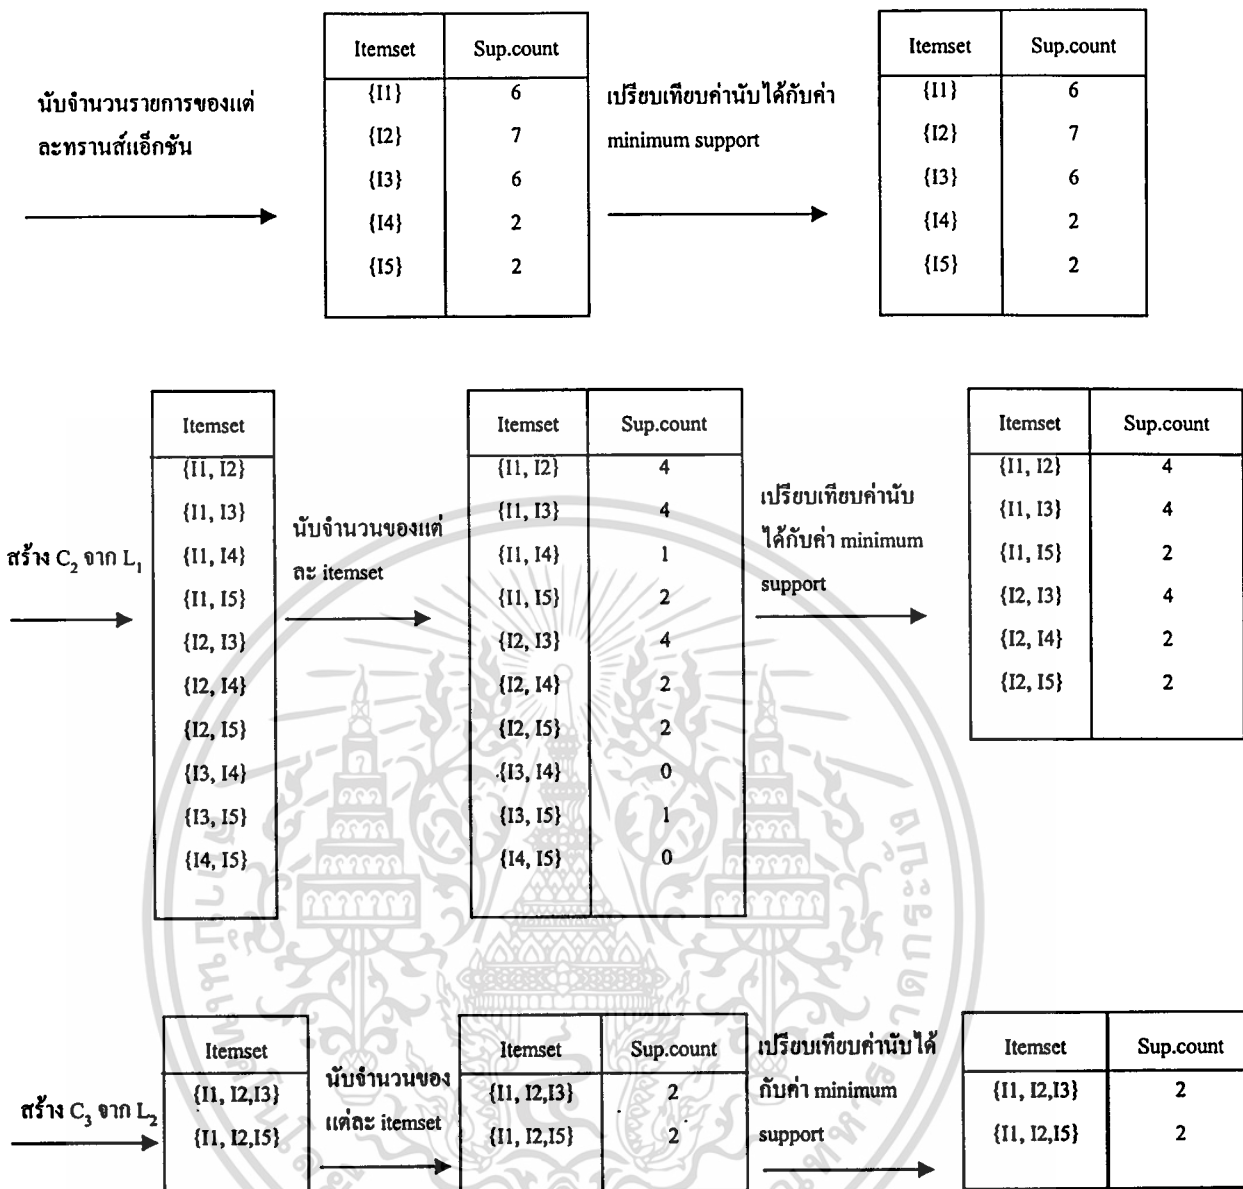 นับจำนวนรายการของแต่
ละทรานส์แอ็กชัน
Itemset Sup.count
{I1} 6
{I2} 7
{I3} 6
{I4} 2
{I5} 2
เปรียบเทียบค่านับได้กับค่า
minimum support
Itemset Sup.count
{I1} 6
{I2} 7
{I3} 6
{I4} 2
{I5} 2
สร้าง C₂ จาก L₁
Itemset
{I1, I2}
{I1, I3}
{I1, I4}
{I1, I5}
{I2, I3}
{I2, I4}
{I2, I5}
{I3, I4}
{I3, I5}
{I4, I5}
นับจำนวนของแต่
ละ itemset
Itemset Sup.count
{I1, I2} 4
{I1, I3} 4
{I1, I4} 1
{I1, I5} 2
{I2, I3} 4
{I2, I4} 2
{I2, I5} 2
{I3, I4} 0
{I3, I5} 1
{I4, I5} 0
เปรียบเทียบค่านับ
ได้กับค่า minimum
support
Itemset Sup.count
{I1, I2} 4
{I1, I3} 4
{I1, I5} 2
{I2, I3} 4
{I2, I4} 2
{I2, I5} 2
สร้าง C₃ จาก L₂
Itemset
{I1, I2,I3}
{I1, I2,I5}
นับจำนวนของ
แต่ละ itemset
Itemset Sup.count
{I1, I2,I3} 2
{I1, I2,I5} 2
เปรียบเทียบค่านับได้
กับค่า minimum
support
Itemset Sup.count
{I1, I2,I3} 2
{I1, I2,I5} 2